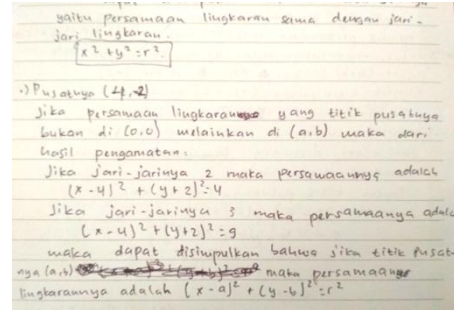 yaitu persamaan lingkaran sama dengan jari-
jari lingkaran.
x² + y² = r².
•) Pusatnya (4,-2)
Jika persamaan lingkaran yang titik pusatnya
bukan di (0,0) melainkan di (a,b) maka dari
hasil pengamatan:
Jika jari-jarinya 2 maka persamaannya adalah
(x-4)² + (y+2)² = 4
Jika jari-jarinya 3 maka persamaanya adalah
(x-4)² + (y+2)² = 9
maka dapat disimpulkan bahwa jika titik pusat-
nya (a,b) maka persamaan
lingkarannya adalah (x-a)² + (y-b)² = r²